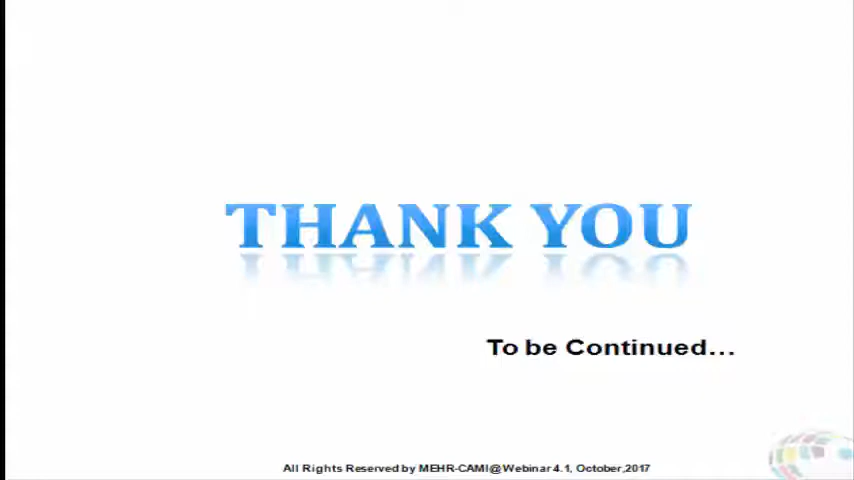 THANK YOU
To be Continued...
All Rights Reserved by MEHR-CAMI@Webinar 4.1, October,2017